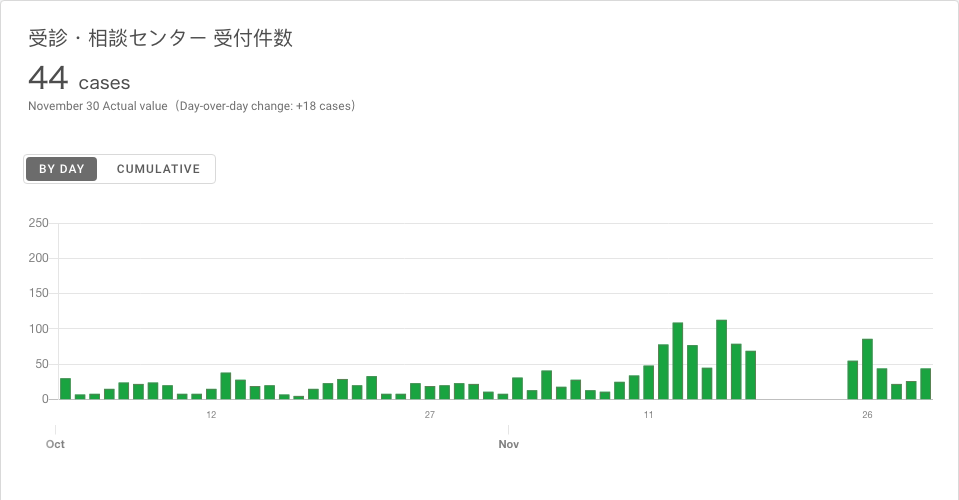 受診・相談センター 受付件数
44 cases
November 30 Actual value（Day-over-day change: +18 cases）
BY DAY CUMULATIVE
250
200
150
100
50
0
12 27 11 26
Oct Nov